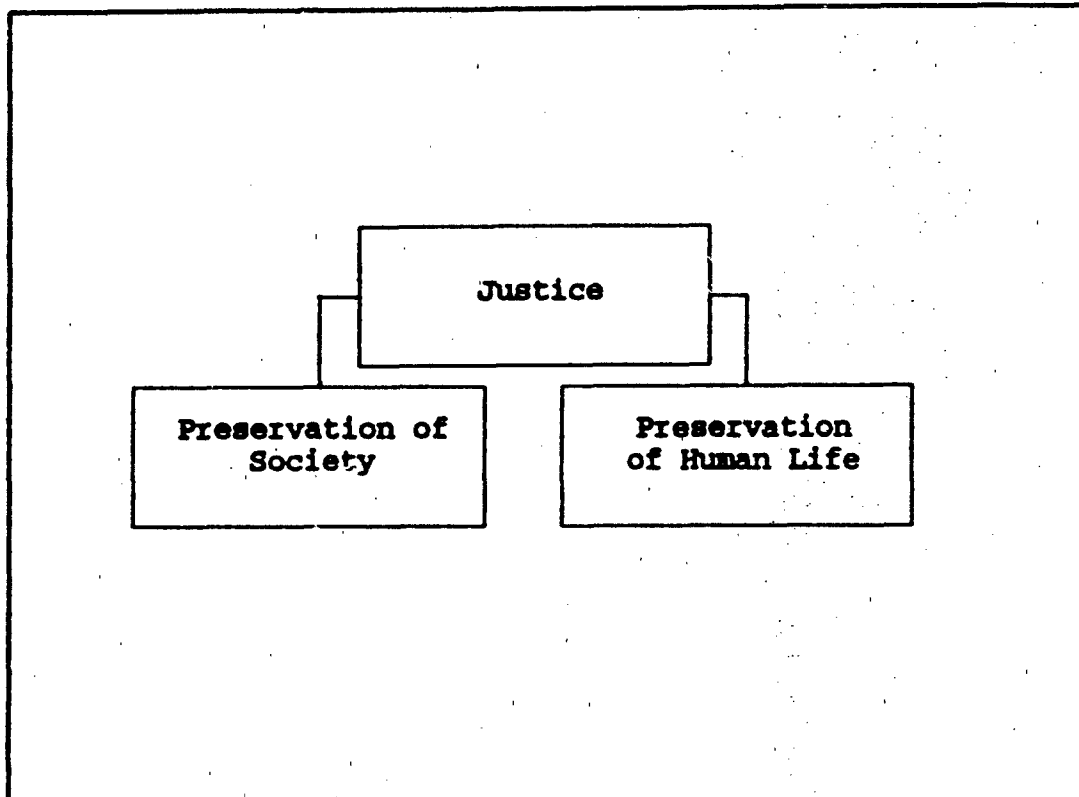 Justice
Preservation of
Society
Preservation
of Human Life